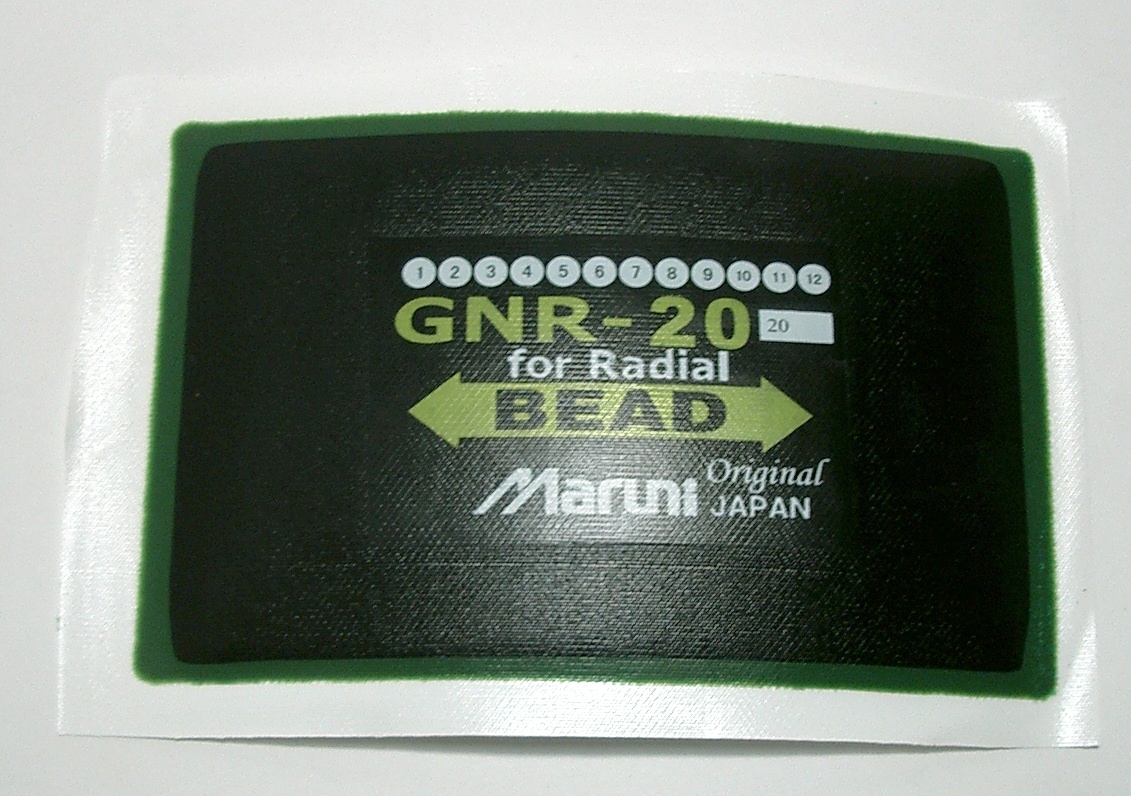 1 2 3 4 5 6 7 8 9 10 11 12
GNR-20 20
for Radial
BEAD
Maruni Original JAPAN